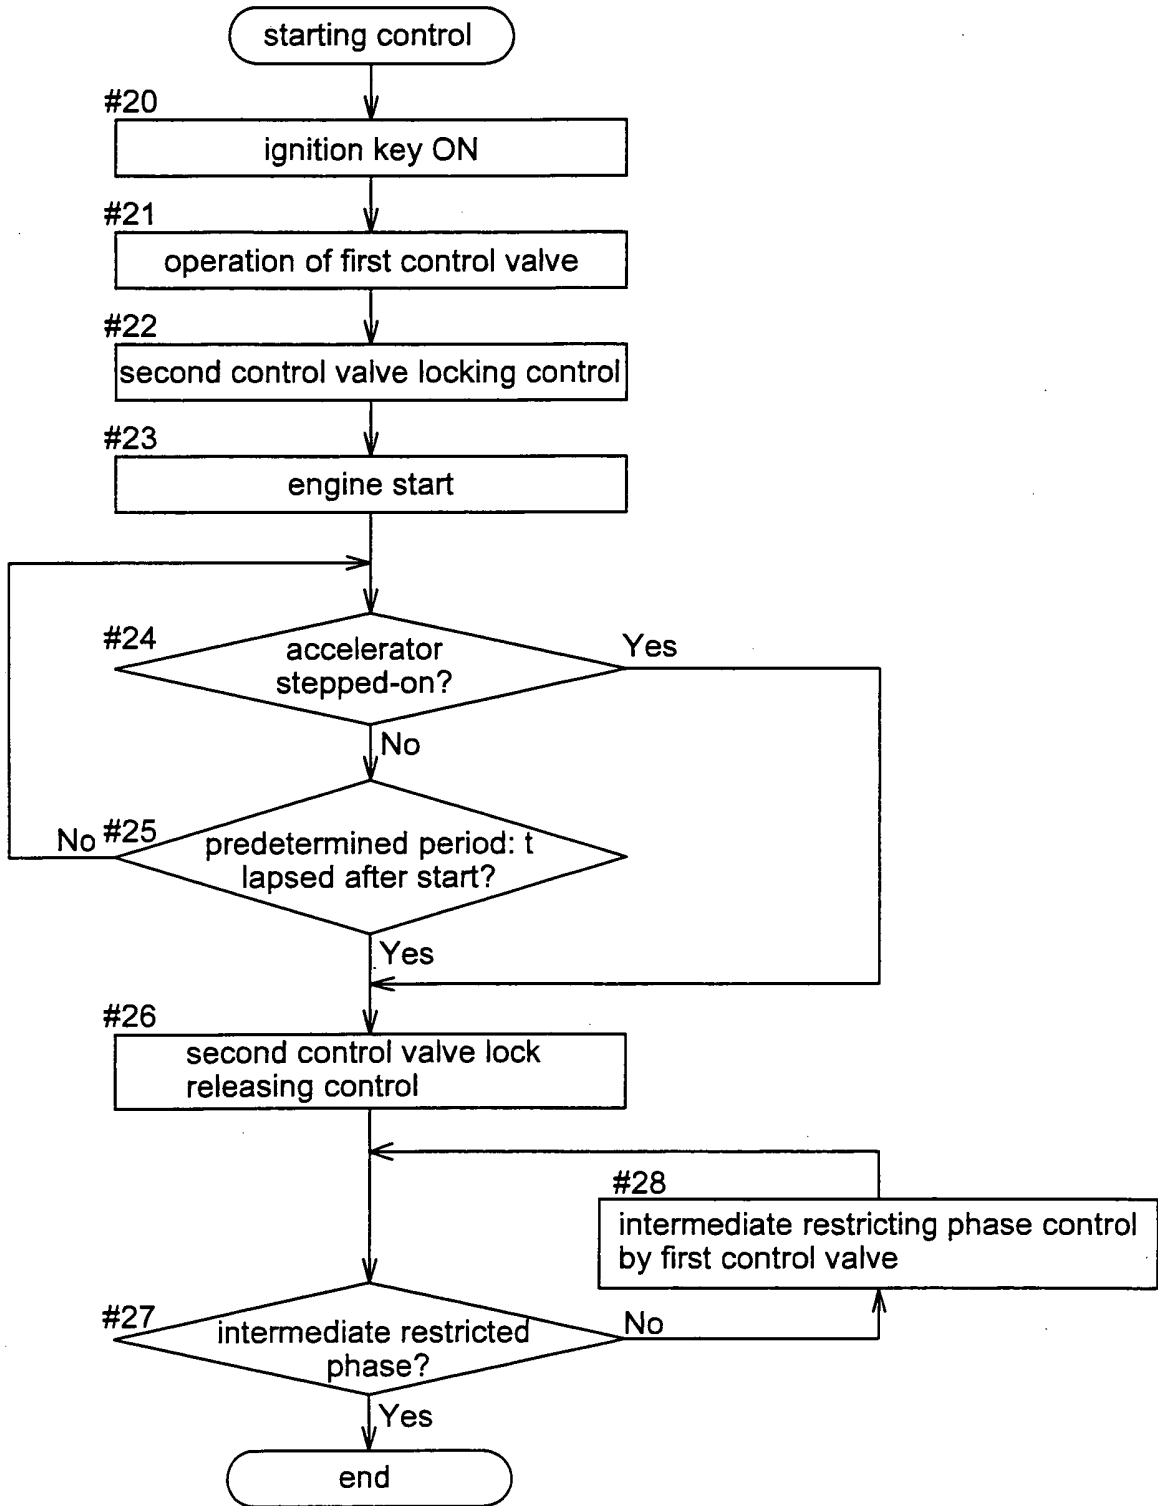 starting control
#20
ignition key ON
#21
operation of first control valve
#22
second control valve locking control
#23
engine start
#24
accelerator
stepped-on?
Yes
No
#25
predetermined period: t
lapsed after start?
No
Yes
#26
second control valve lock
releasing control
#28
intermediate restricting phase control
by first control valve
#27
intermediate restricted
phase?
No
Yes
end